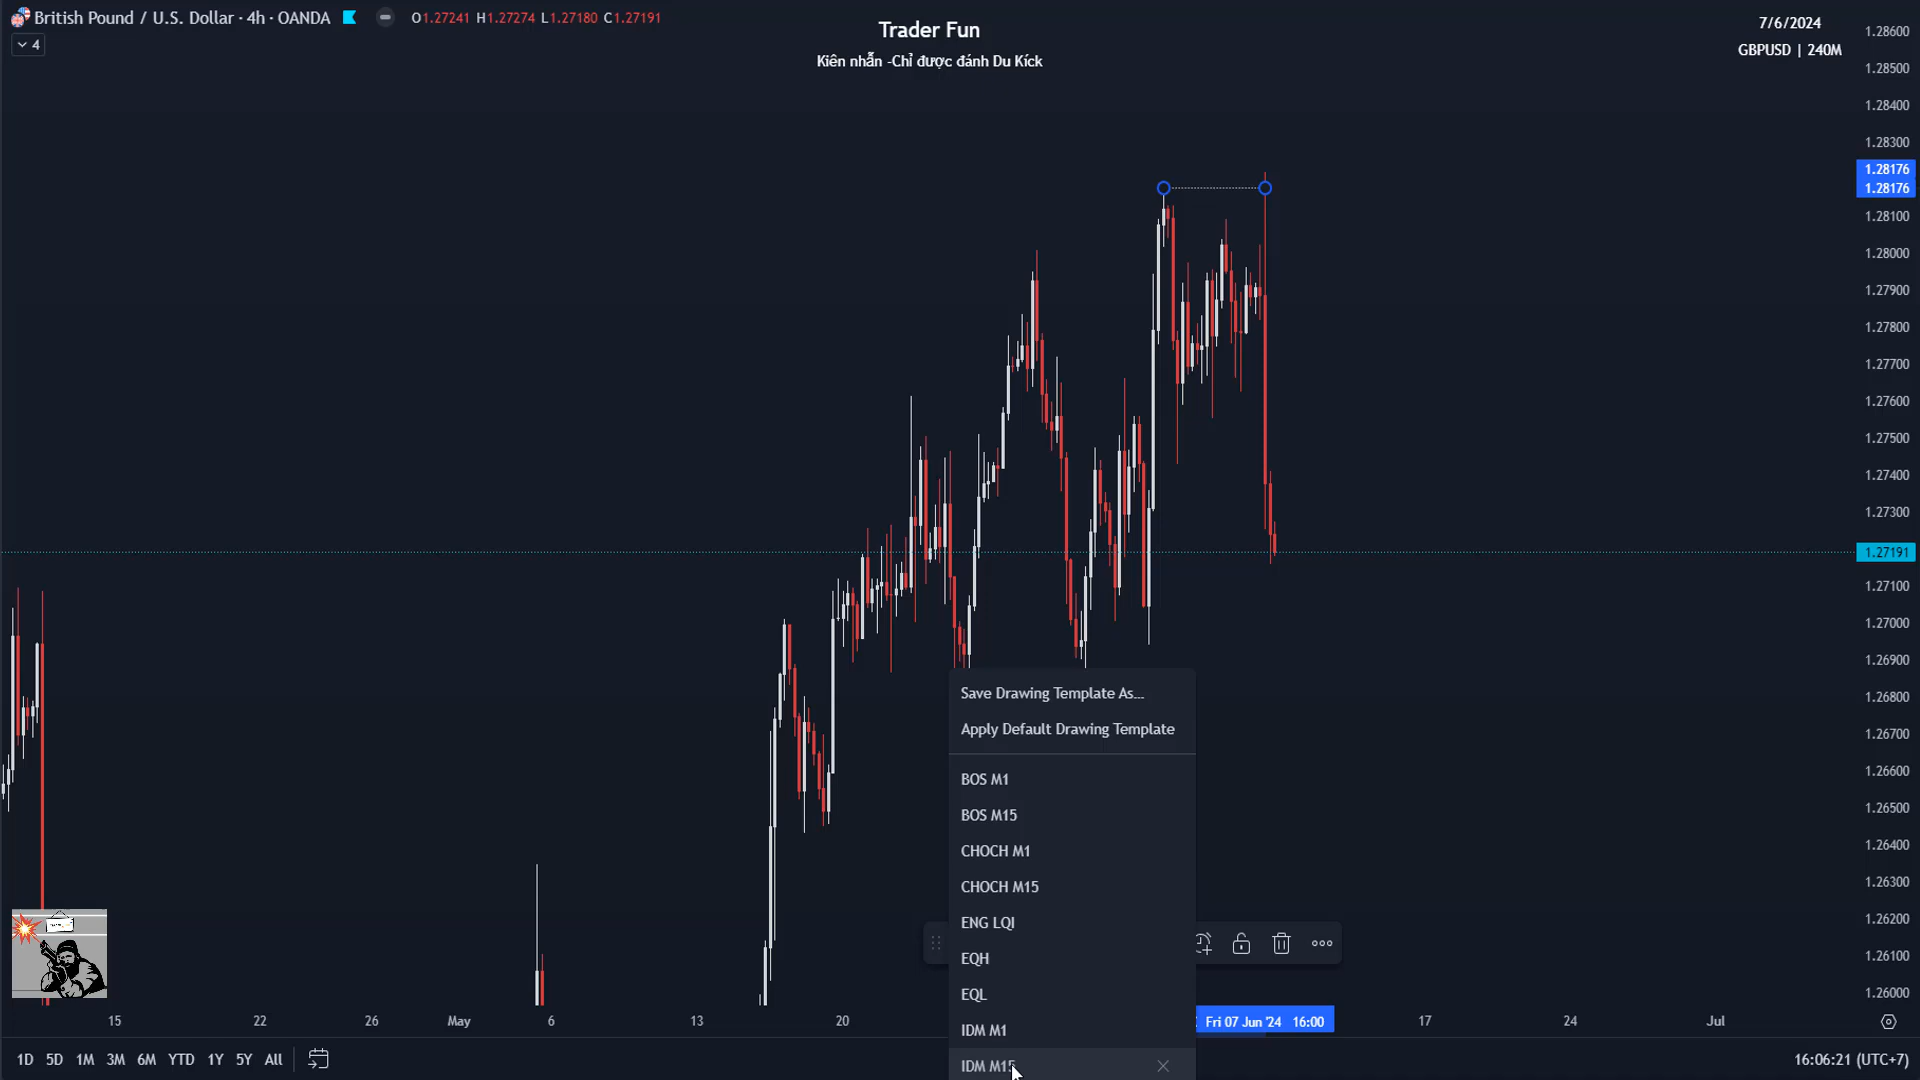 British Pound / U.S. Dollar · 4h · OANDA
O1.27241 H1.27274 L1.27180 C1.27191
4
Trader Fun
Kiên nhẫn -Chỉ được đánh Du Kích
7/6/2024
GBPUSD | 240M
1.28600
1.28500
1.28400
1.28300
1.28176
1.28176
1.28100
1.28000
1.27900
1.27800
1.27700
1.27600
1.27500
1.27400
1.27300
1.27191
1.27100
1.27000
1.26900
1.26800
1.26700
1.26600
1.26500
1.26400
1.26300
1.26200
1.26100
1.26000
Save Drawing Template As...
Apply Default Drawing Template
BOS M1
BOS M15
CHOCH M1
CHOCH M15
ENG LQI
EQH
EQL
IDM M1
IDM M15
15
22
26
May
6
13
20
Fri 07 Jun '24 16:00
17
24
Jul
1D 5D 1M 3M 6M YTD 1Y 5Y All
16:06:21 (UTC+7)